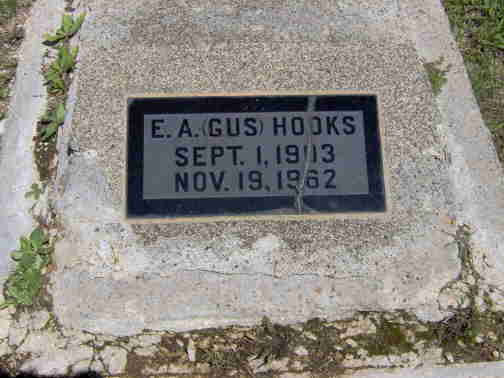 E. A. (GUS) HOOKS
SEPT. 1, 1903
NOV. 19, 1962